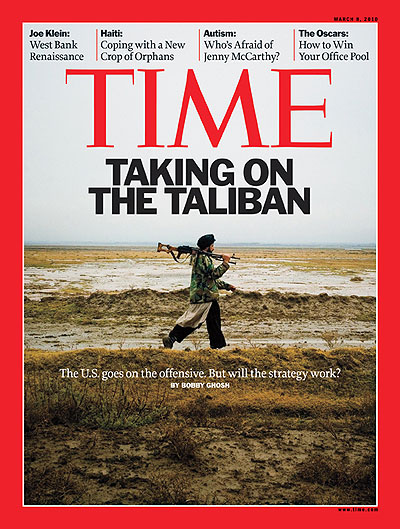 MARCH 8, 2010
Joe Klein:
West Bank
Renaissance
Haiti:
Coping with a New
Crop of Orphans
Autism:
Who's Afraid of
Jenny McCarthy?
The Oscars:
How to Win
Your Office Pool
TIME
TAKING ON
THE TALIBAN
The U.S. goes on the offensive. But will the strategy work?
BY BOBBY GHOSH
www.time.com